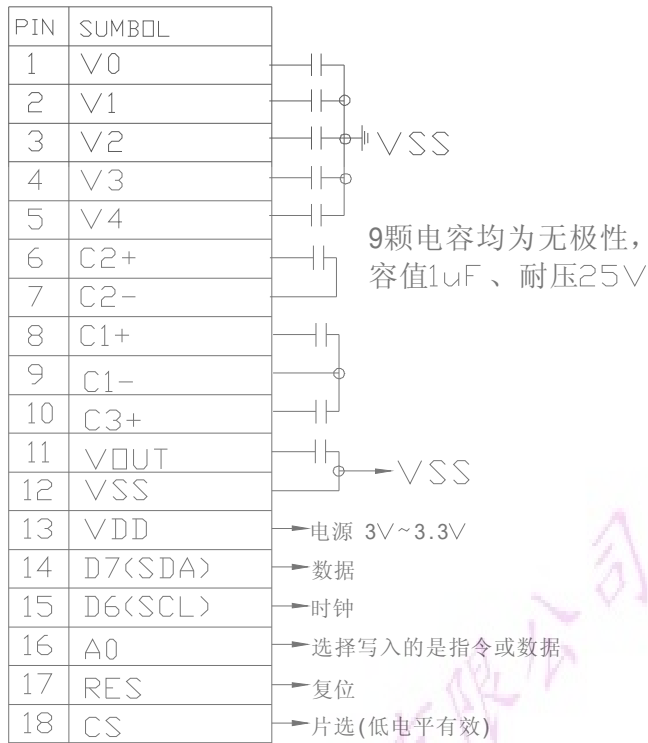 PIN SUMBOL
1 V0
2 V1
3 V2
VSS
4 V3
5 V4
9颗电容均为无极性，
容值1uF、耐压25V
6 C2+
7 C2-
8 C1+
9 C1-
10 C3+
11 VOUT
VSS
12 VSS
13 VDD 电源 3V~3.3V
14 D7(SDA) 数据
15 D6(SCL) 时钟
16 A0 选择写入的是指令或数据
17 RES 复位
18 CS 片选(低电平有效)
有限公司